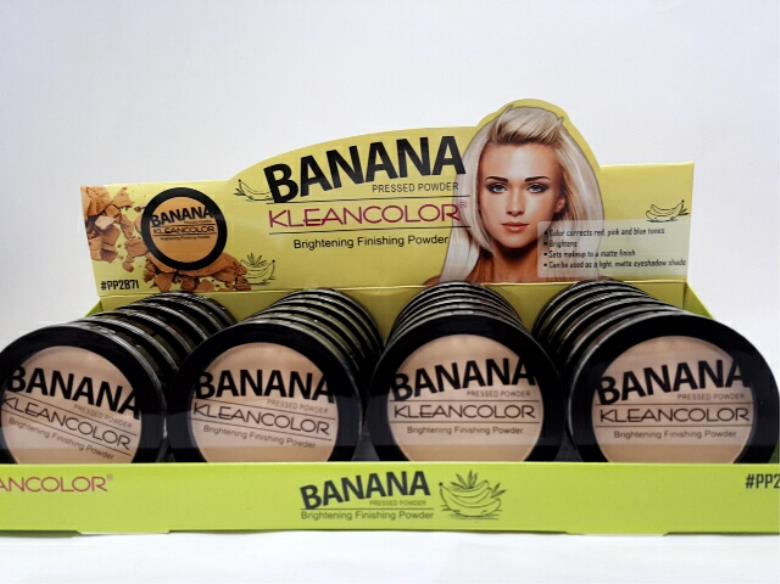 BANANA
PRESSED POWDER
KLEANCOLOR®
Brightening Finishing Powder
BANANA
PRESSED POWDER
KLEANCOLOR
Brightening Finishing Powder
#PP2871
• Color corrects red, pink and blue tones
• Brightens
• Sets makeup to a matte finish
• Can be used as a light, matte eyeshadow shade
BANANA
PRESSED POWDER
KLEANCOLOR
Brightening Finishing Powder
BANANA
PRESSED POWDER
KLEANCOLOR
Brightening Finishing Powder
BANANA
PRESSED POWDER
KLEANCOLOR
Brightening Finishing Powder
BANANA
PRESSED POWDER
KLEANCOLOR
Brightening Finishing Powder
ANCOLOR®
BANANA
PRESSED POWDER
Brightening Finishing Powder
#PP2